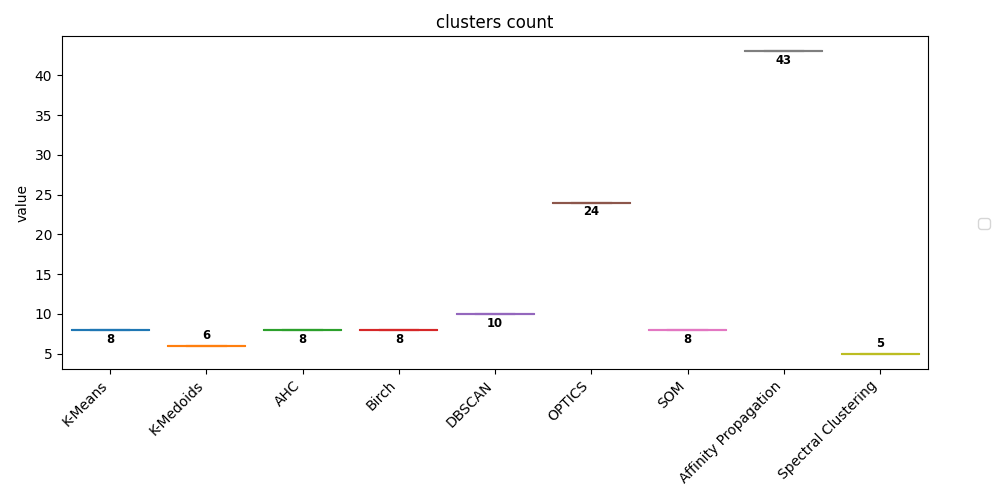 clusters count
value
40
35
30
25
20
15
10
5
8
6
8
8
10
24
8
43
5
K-Means
K-Medoids
AHC
Birch
DBSCAN
OPTICS
SOM
Affinity Propagation
Spectral Clustering